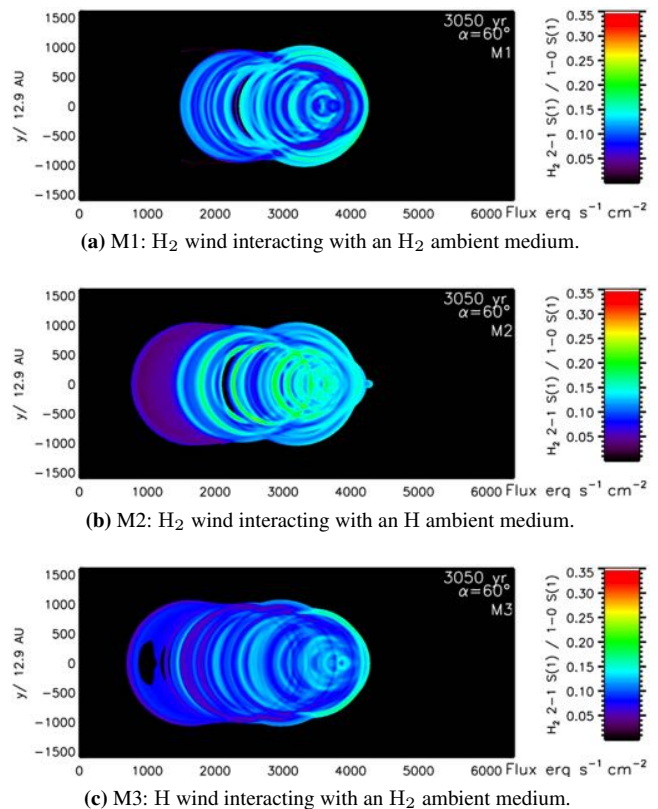 1500
1000
500
0
−500
−1000
−1500
y/ 12.9 AU
3050 yr
α=60°
M1
H₂ 2−1 S(1) / 1−0 S(1)
0.35
0.30
0.25
0.20
0.15
0.10
0.05
0 1000 2000 3000 4000 5000 6000 Flux erg s⁻¹ cm⁻²
(a) M1: H₂ wind interacting with an H₂ ambient medium.
1500
1000
500
0
−500
−1000
−1500
y/ 12.9 AU
3050 yr
α=60°
M2
H₂ 2−1 S(1) / 1−0 S(1)
0.35
0.30
0.25
0.20
0.15
0.10
0.05
0 1000 2000 3000 4000 5000 6000 Flux erg s⁻¹ cm⁻²
(b) M2: H₂ wind interacting with an H ambient medium.
1500
1000
500
0
−500
−1000
−1500
y/ 12.9 AU
3050 yr
α=60°
M3
H₂ 2−1 S(1) / 1−0 S(1)
0.35
0.30
0.25
0.20
0.15
0.10
0.05
0 1000 2000 3000 4000 5000 6000 Flux erg s⁻¹ cm⁻²
(c) M3: H wind interacting with an H₂ ambient medium.